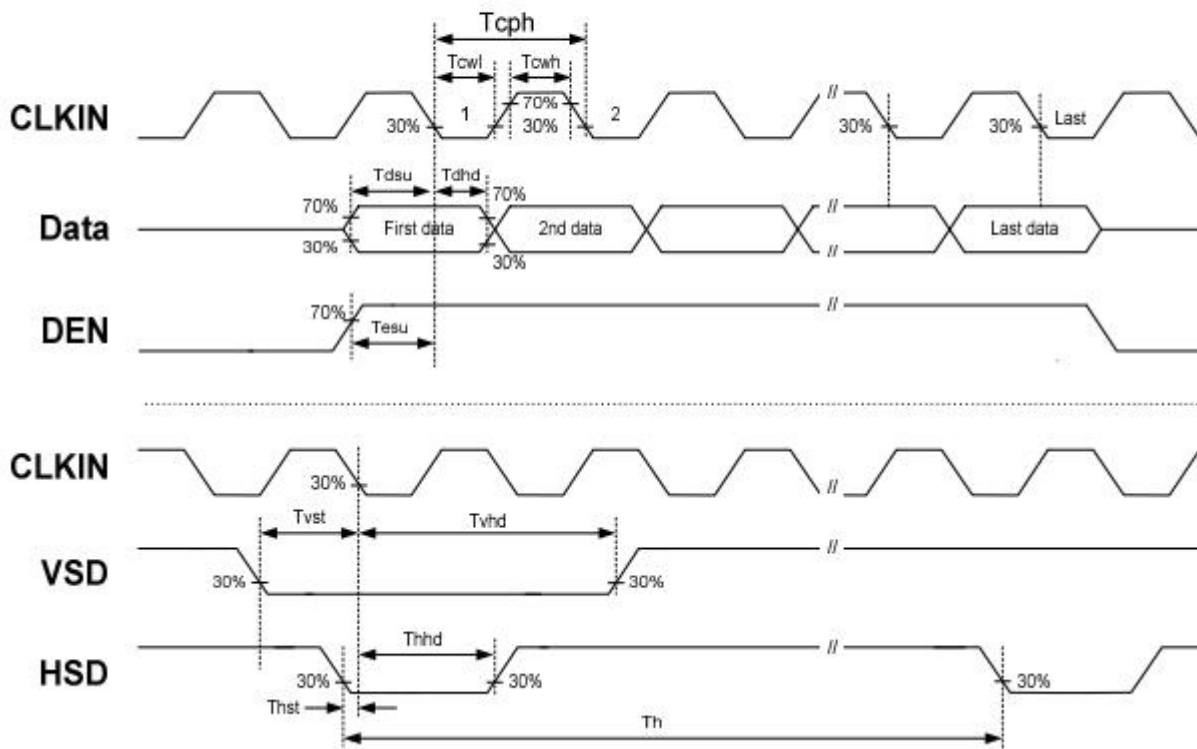 Tcph
Tcwl Tcwh
CLKIN 30% 1 70% 30% 2 // 30% 30% Last
Tdsu Tdhd
70% 70%
Data First data 2nd data // // Last data
30% 30%
DEN 70% //
Tesu
CLKIN 30% //
Tvst Tvhd
VSD 30% 30% //
Thhd
HSD 30% 30% // 30%
Thst
Th